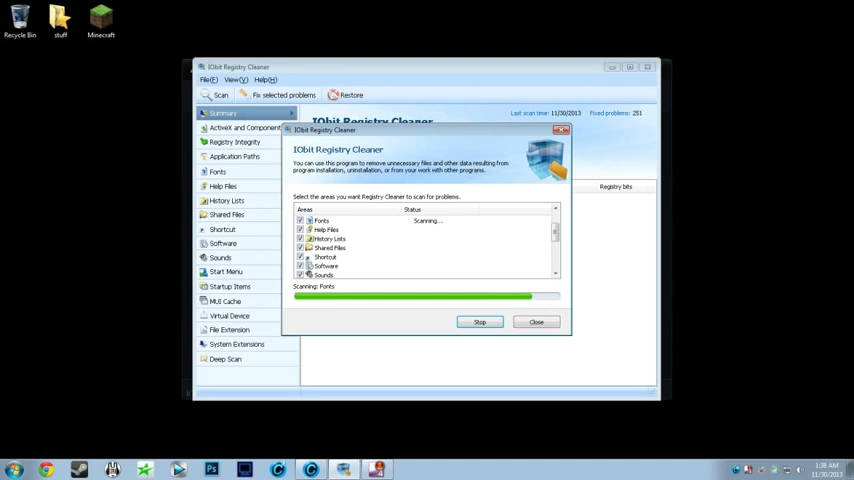 Recycle Bin
stuff
Minecraft
IObit Registry Cleaner
File(F) View(V) Help(H)
Scan
Fix selected problems
Restore
Last scan time: 11/30/2013 Fixed problems: 251
Summary
ActiveX and Component
Registry Integrity
Application Paths
Fonts
Help Files
History Lists
Shared Files
Shortcut
Software
Sounds
Start Menu
Startup Items
MUI Cache
Virtual Device
File Extension
System Extensions
Deep Scan
IObit Registry Cleaner
Registry bits
IObit Registry Cleaner
IObit Registry Cleaner
You can use this program to remove unnecessary files and other data resulting from
program installation, uninstallation, or from your work with other programs.
Select the areas you want Registry Cleaner to scan for problems.
Areas Status
Fonts Scanning...
Help Files
History Lists
Shared Files
Shortcut
Software
Sounds
Scanning: Fonts
Stop
Close
Ps
1:38 AM
11/30/2013